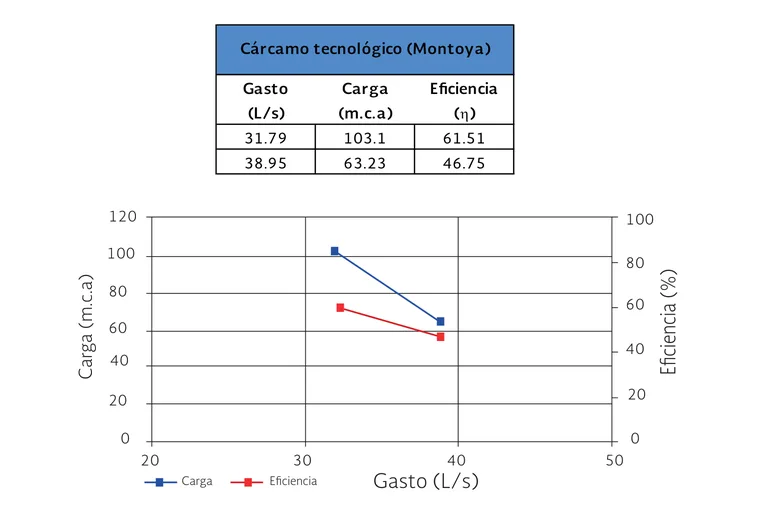 Cárcamo tecnológico (Montoya)
Gasto Carga Eficiencia
(L/s) (m.c.a) (η)
31.79 103.1 61.51
38.95 63.23 46.75
120
100
80
60
40
20
0
Carga (m.c.a)
100
80
60
40
20
0
Eficiencia (%)
20 30 40 50
Carga Eficiencia Gasto (L/s)